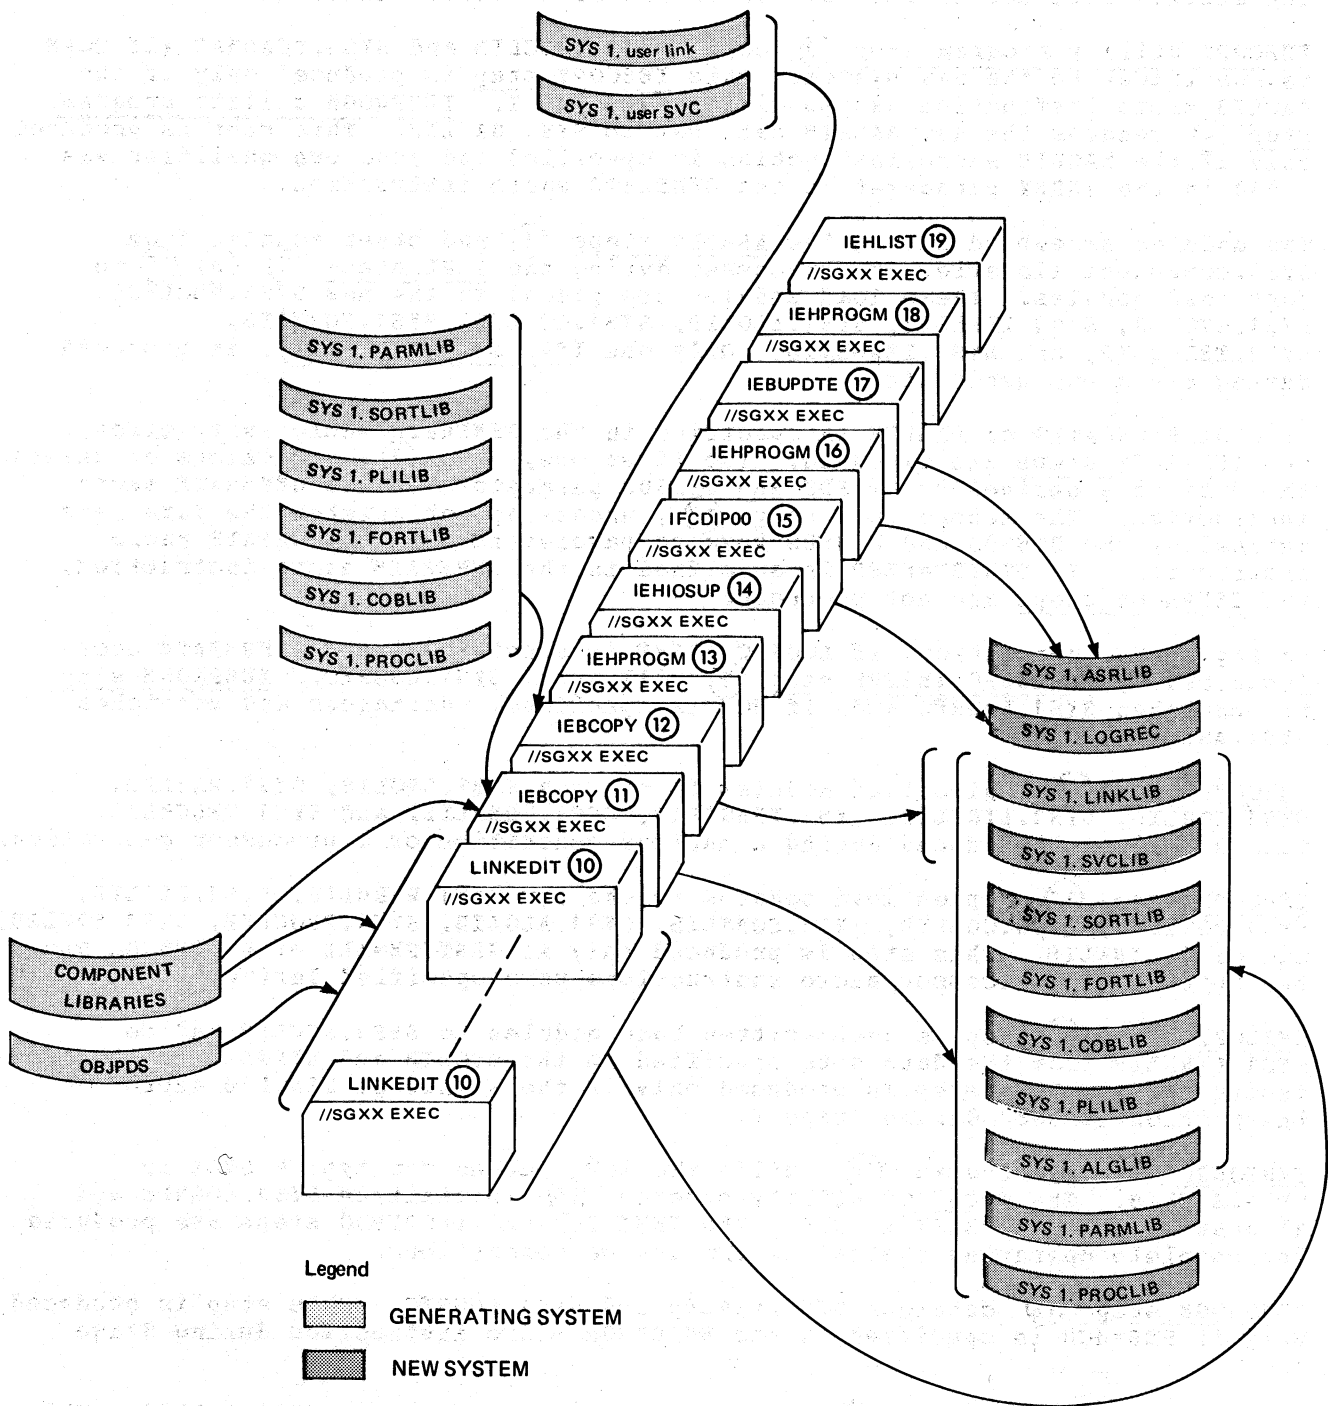 SYS 1. user link
SYS 1. user SVC
IEHLIST 19
//SGXX EXEC
IEHPROGM 18
//SGXX EXEC
IEBUPDTE 17
//SGXX EXEC
IEHPROGM 16
//SGXX EXEC
IFCDIP00 15
//SGXX EXEC
IEHIOSUP 14
//SGXX EXEC
IEHPROGM 13
//SGXX EXEC
IEBCOPY 12
//SGXX EXEC
IEBCOPY 11
//SGXX EXEC
LINKEDIT 10
//SGXX EXEC
LINKEDIT 10
//SGXX EXEC
SYS 1. PARMLIB
SYS 1. SORTLIB
SYS 1. PLILIB
SYS 1. FORTLIB
SYS 1. COBLIB
SYS 1. PROCLIB
COMPONENT
LIBRARIES
OBJPDS
SYS 1. ASRLIB
SYS 1. LOGREC
SYS 1. LINKLIB
SYS 1. SVCLIB
SYS 1. SORTLIB
SYS 1. FORTLIB
SYS 1. COBLIB
SYS 1. PLILIB
SYS 1. ALGLIB
SYS 1. PARMLIB
SYS 1. PROCLIB
Legend
GENERATING SYSTEM
NEW SYSTEM